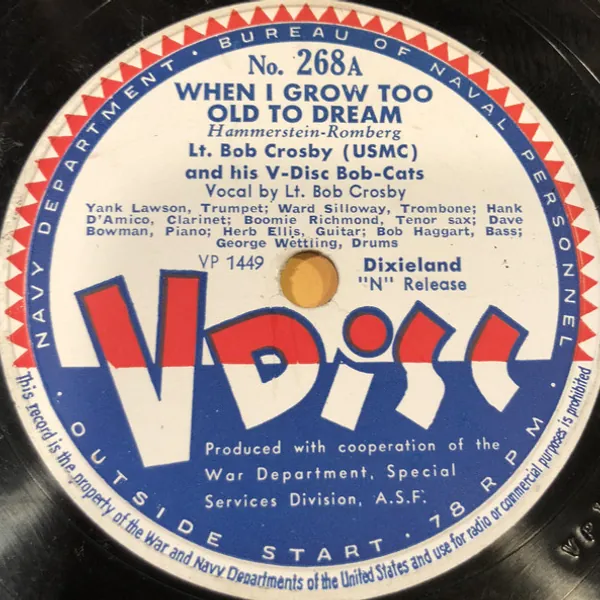 NAVY DEPARTMENT · BUREAU OF NAVAL PERSONNEL
No. 268A
WHEN I GROW TOO
OLD TO DREAM
Hammerstein-Romberg
Lt. Bob Crosby (USMC)
and his V-Disc Bob-Cats
Vocal by Lt. Bob Crosby
Yank Lawson, Trumpet; Ward Silloway, Trombone; Hank
D'Amico, Clarinet; Boomie Richmond, Tenor sax; Dave
Bowman, Piano; Herb Ellis, Guitar; Bob Haggart, Bass;
George Wettling, Drums
VP 1449
Dixieland
"N" Release
V DISC
Produced with cooperation of the
War Department, Special
Services Division, A.S.F.
· OUTSIDE START · 78 RPM ·
This record is the property of the War and Navy Departments of the United States and use for radio or commercial purposes is prohibited